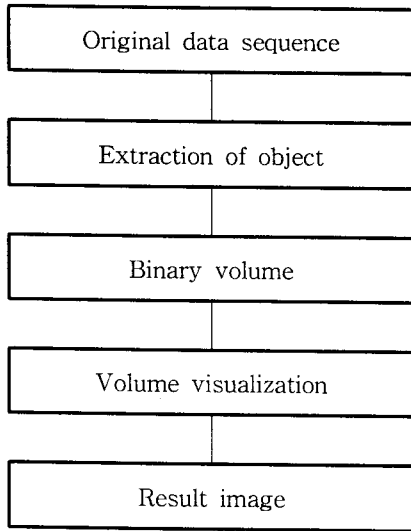 Original data sequence
Extraction of object
Binary volume
Volume visualization
Result image